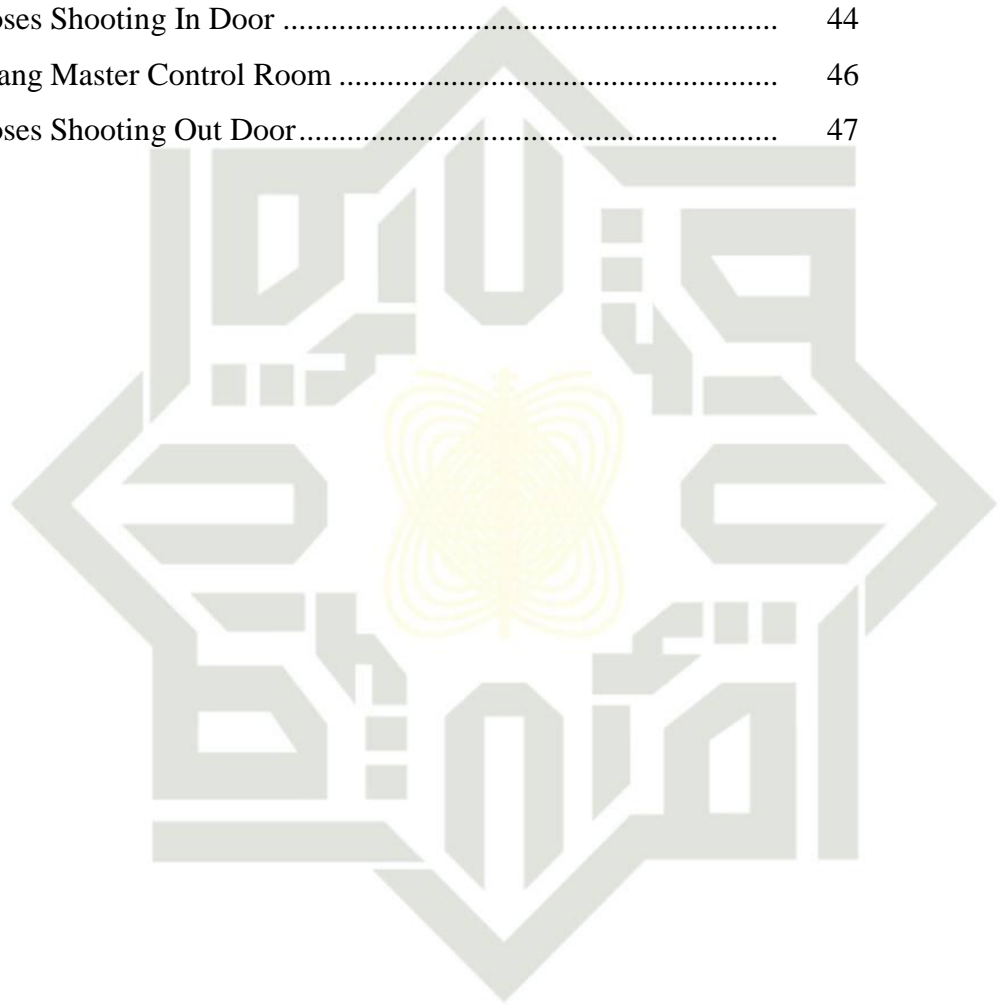 oses Shooting In Door .............................................................. 44
ang Master Control Room ....................................................... 46
oses Shooting Out Door............................................................ 47